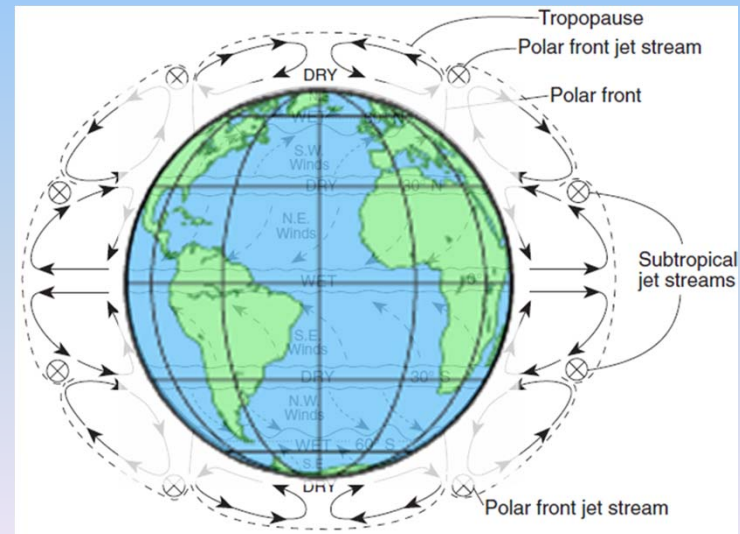 Tropopause
Polar front jet stream
DRY
Polar front
WET
S.W.
Winds
DRY
30° N
N.E.
Winds
Subtropical
jet streams
WET
S.E.
Winds
DRY
30° S
N.W.
Winds
WET
60° S
S.E.
DRY
Polar front jet stream